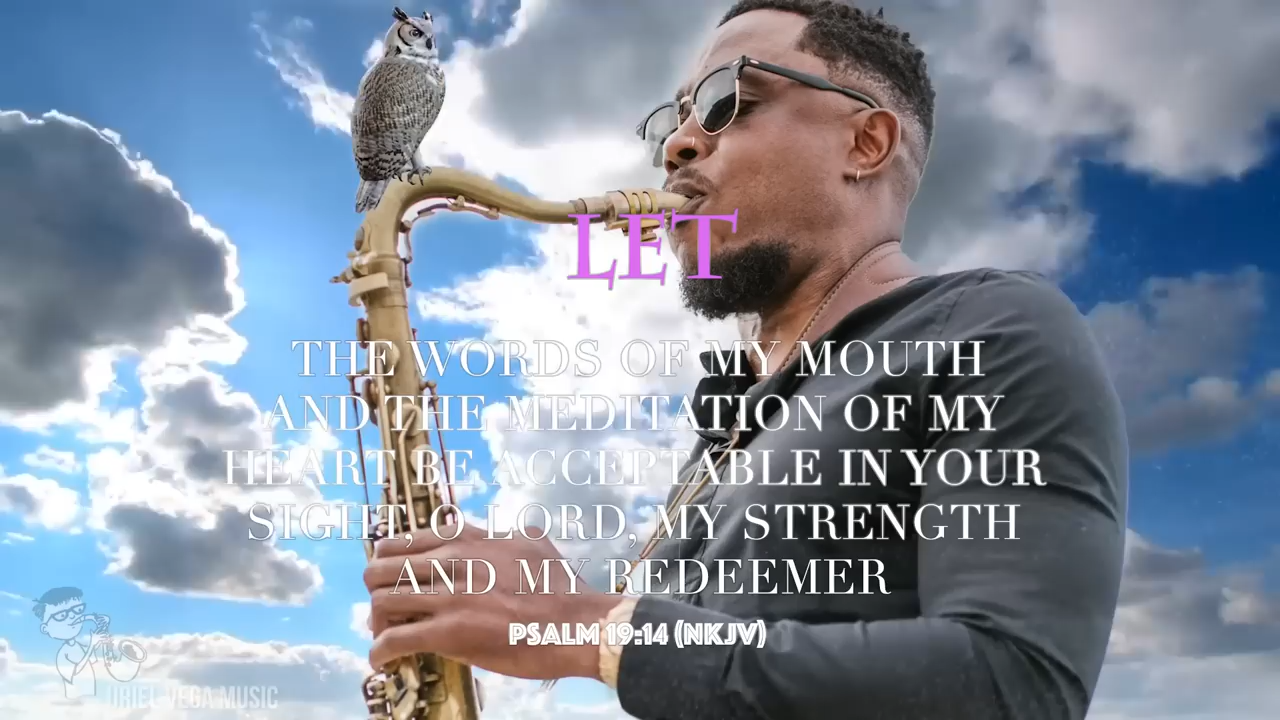 LET
THE WORDS OF MY MOUTH
AND THE MEDITATION OF MY
HEART BE ACCEPTABLE IN YOUR
SIGHT, O LORD, MY STRENGTH
AND MY REDEEMER
PSALM 19:14 (NKJV)
URIEL VEGA MUSIC